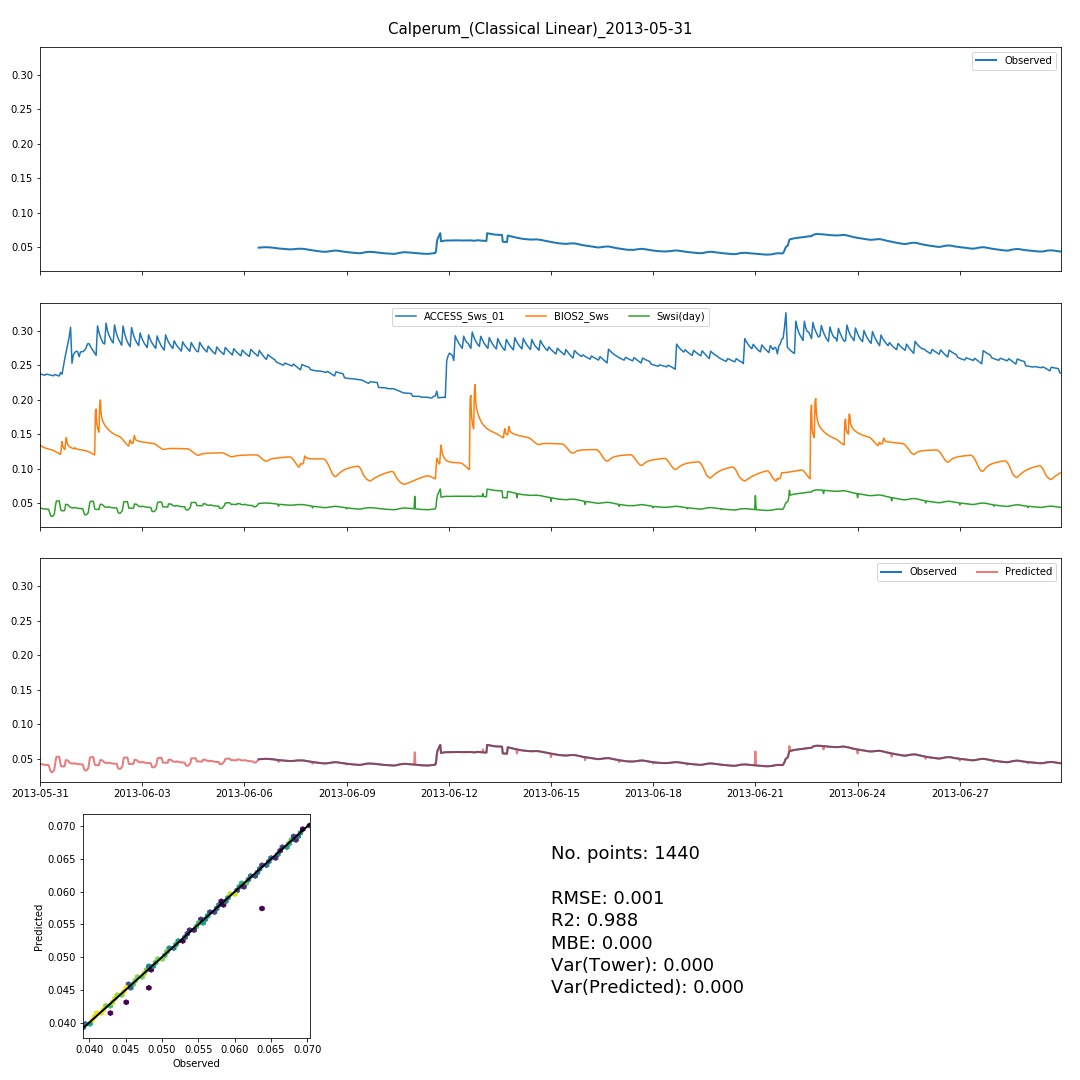 Calperum_(Classical Linear)_2013-05-31
Observed
0.30
0.25
0.20
0.15
0.10
0.05
ACCESS_Sws_01 BIOS2_Sws Swsi(day)
0.30
0.25
0.20
0.15
0.10
0.05
Observed Predicted
0.30
0.25
0.20
0.15
0.10
0.05
2013-05-31 2013-06-03 2013-06-06 2013-06-09 2013-06-12 2013-06-15 2013-06-18 2013-06-21 2013-06-24 2013-06-27
0.070
0.065
0.060
0.055
0.050
0.045
0.040
Predicted
0.040 0.045 0.050 0.055 0.060 0.065 0.070
Observed
No. points: 1440
RMSE: 0.001
R2: 0.988
MBE: 0.000
Var(Tower): 0.000
Var(Predicted): 0.000